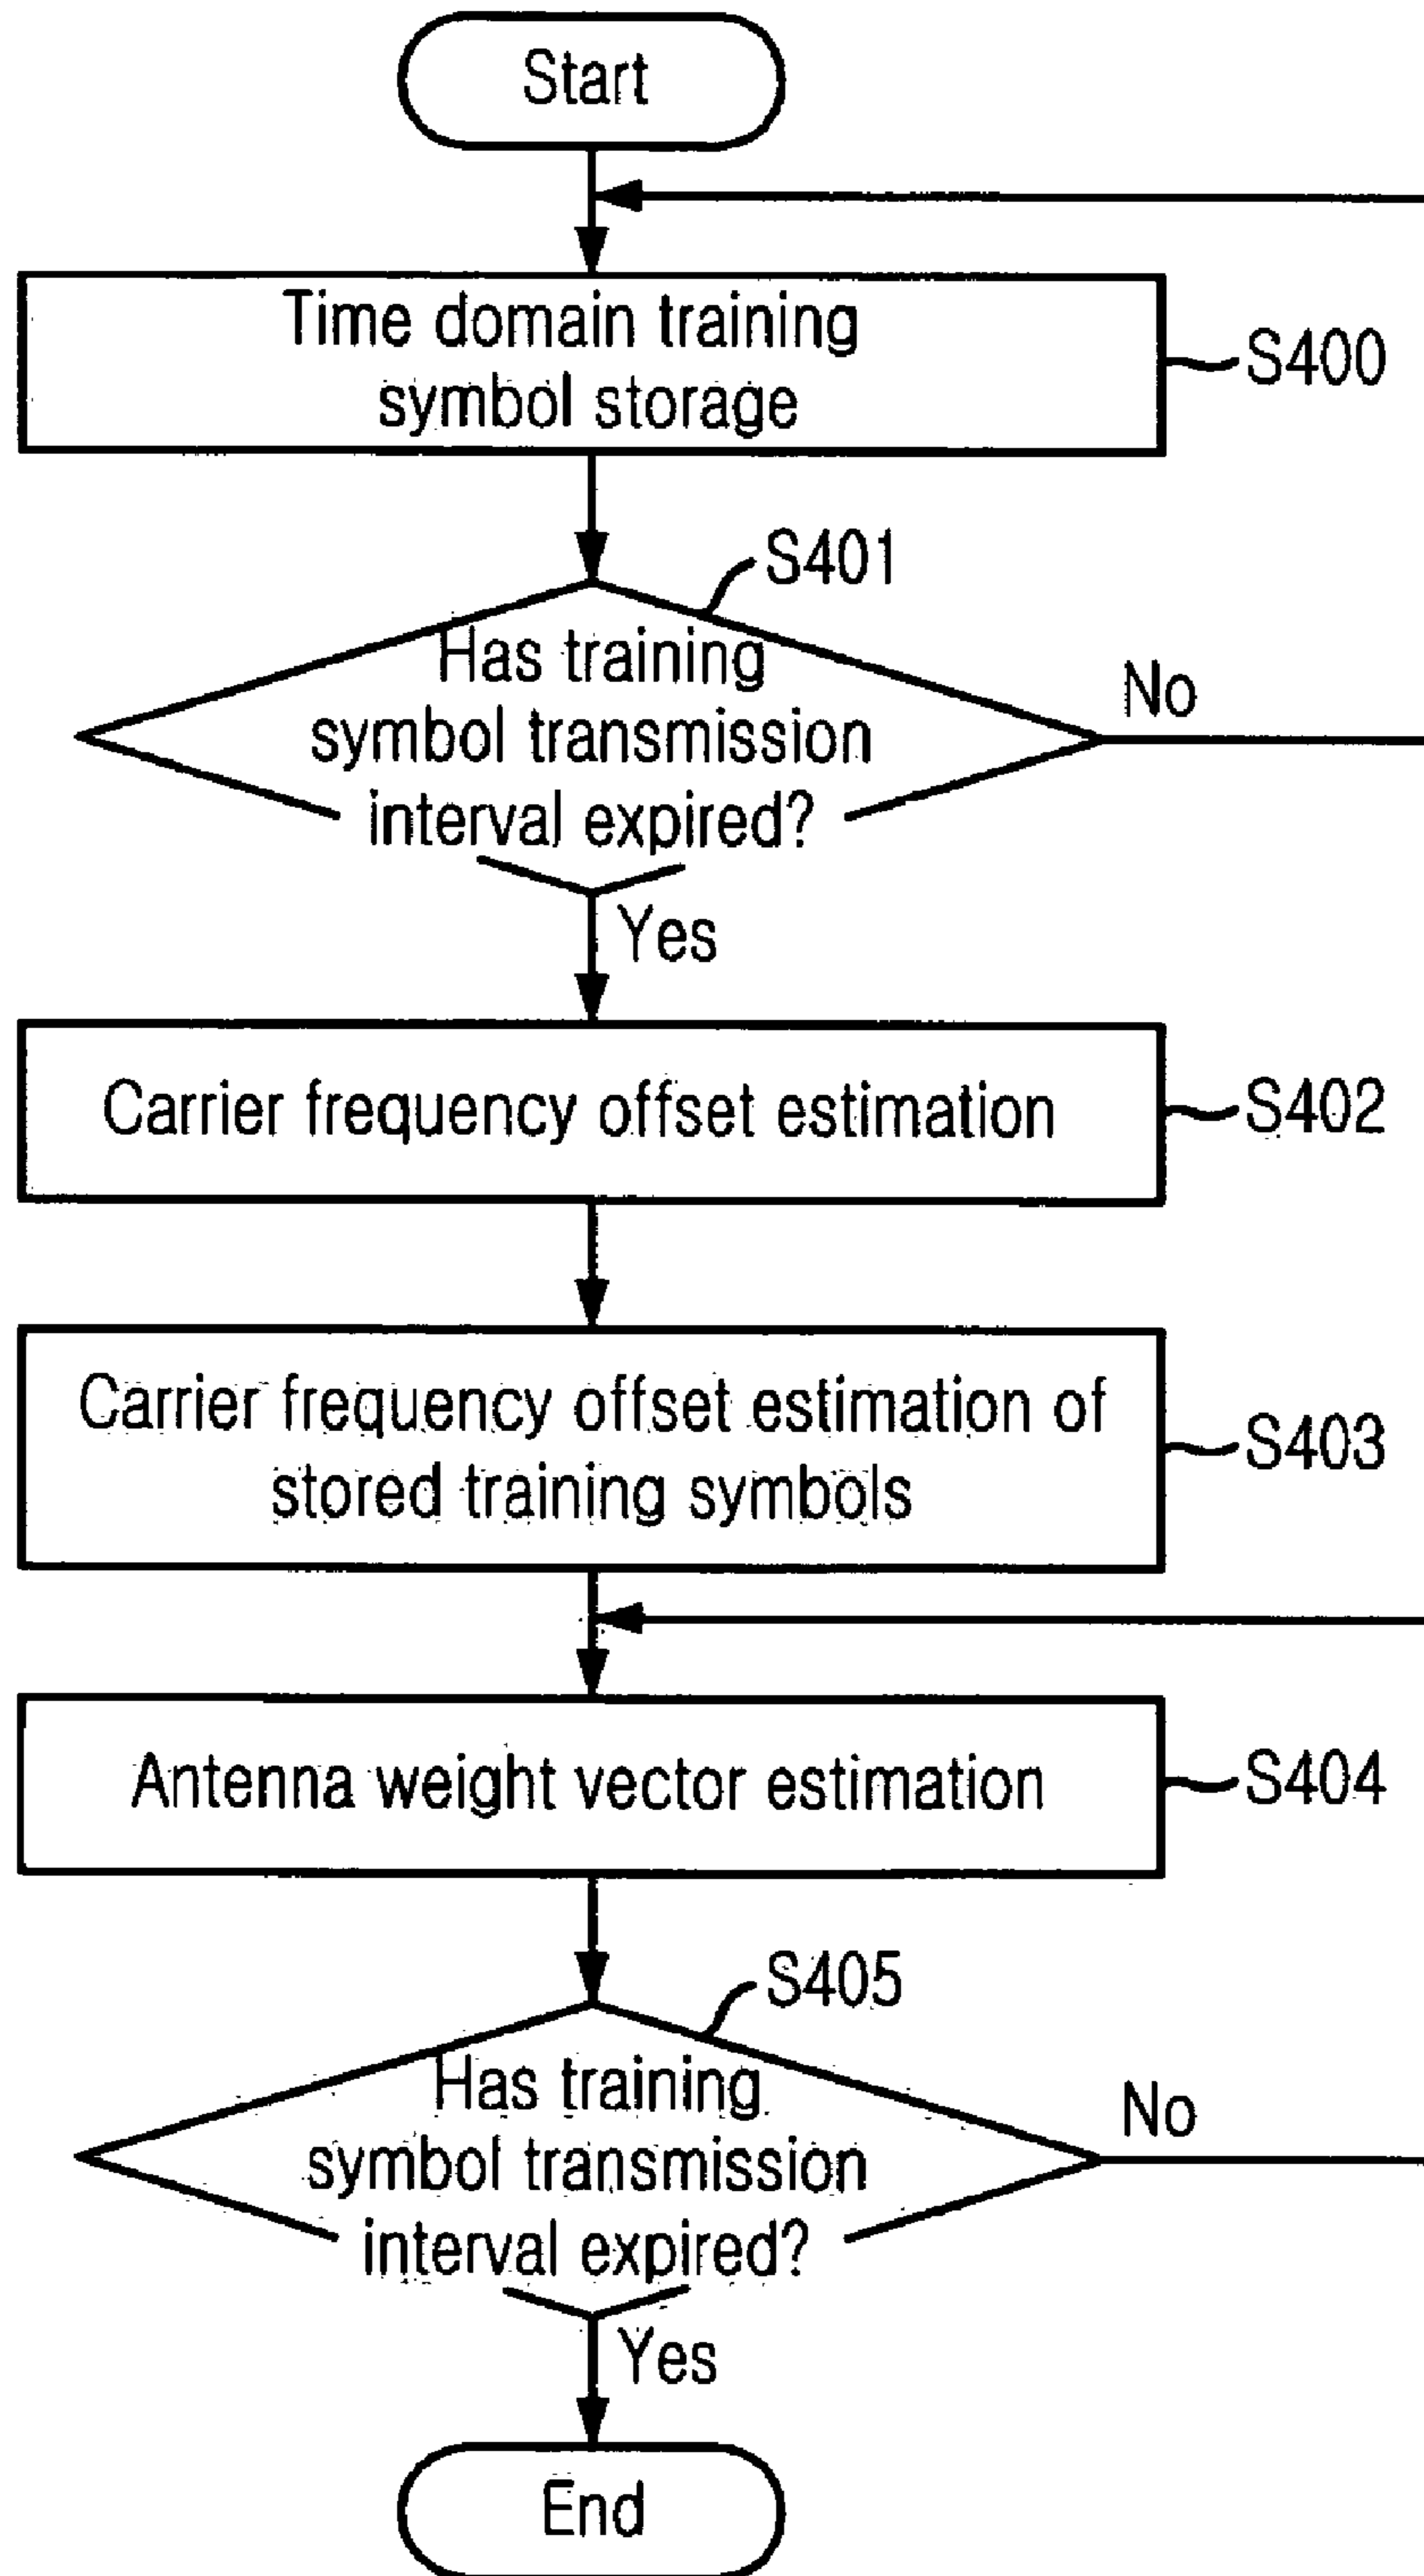 Start
Time domain training
symbol storage
S400
S401
Has training
symbol transmission
interval expired?
No
Yes
Carrier frequency offset estimation
S402
Carrier frequency offset estimation of
stored training symbols
S403
Antenna weight vector estimation
S404
S405
Has training
symbol transmission
interval expired?
No
Yes
End